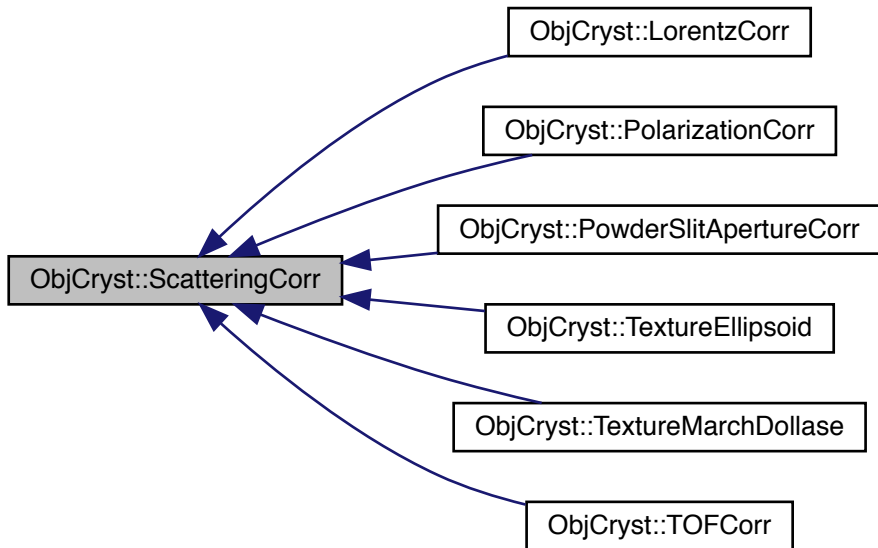 ObjCryst::LorentzCorr
ObjCryst::PolarizationCorr
ObjCryst::PowderSlitApertureCorr
ObjCryst::ScatteringCorr
ObjCryst::TextureEllipsoid
ObjCryst::TextureMarchDollase
ObjCryst::TOFCorr